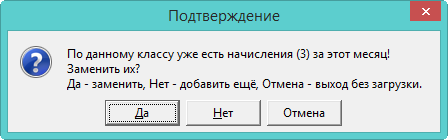 Подтверждение
По данному классу уже есть начисления (3) за этот месяц!
Заменить их?
Да - заменить, Нет - добавить ещё, Отмена - выход без загрузки.
Да
Нет
Отмена